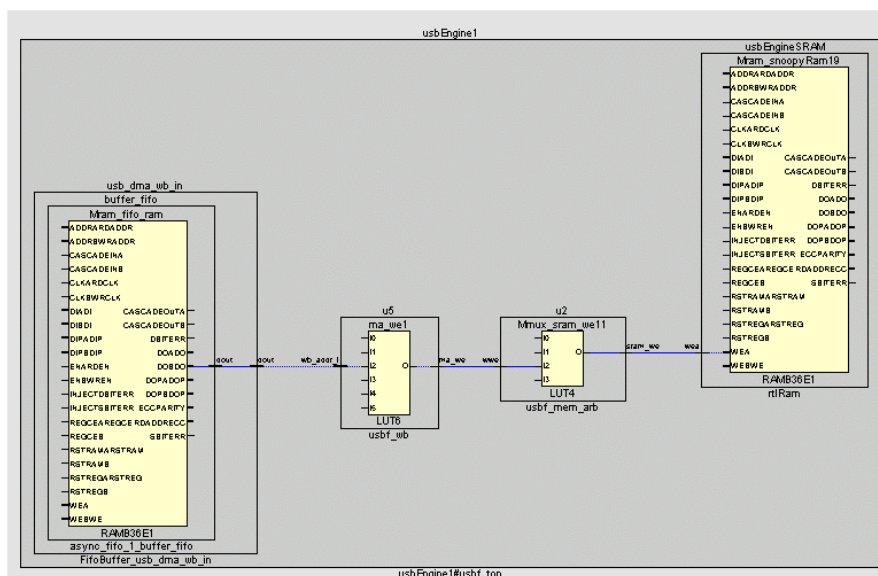 usbEngine1
usbEngineSRAM
Mram_snoopyRam19
ADDRARDADDR
ADDRBWRADDR
CASCADEINA
CASCADEINB
CLKARDCLK
CLKBWRCLK
DIADI CASCADEOUTA
DIBDI CASCADEOUTB
DIPADIP DBITERR
DIPBDIP DOADO
ENARDEN DOBDO
ENBWREN DOPADOP
INJECTDBITERR DOPBDOP
INJECTSBITERR ECCPARITY
REGCEAREGCE RDADDRECC
REGCEB SBITERR
RSTRAMARSTRAM
RSTRAMB
RSTREGARSTREG
RSTREGB
WEA
WEBWE
RAMB36E1
rtlRam
usb_dma_wb_in
buffer_fifo
Mram_fifo_ram
ADDRARDADDR
ADDRBWRADDR
CASCADEINA
CASCADEINB
CLKARDCLK
CLKBWRCLK
DIADI CASCADEOUTA
DIBDI CASCADEOUTB
DIPADIP DBITERR
DIPBDIP DOADO
ENARDEN DOBDO
ENBWREN DOPADOP
INJECTDBITERR DOPBDOP
INJECTSBITERR ECCPARITY
REGCEAREGCE RDADDRECC
REGCEB SBITERR
RSTRAMARSTRAM
RSTRAMB
RSTREGARSTREG
RSTREGB
WEA
WEBWE
RAMB36E1
async_fifo_1_buffer_fifo
FifoBuffer_usb_dma_wb_in
dout
dout
wb_addr_i
u5
ma_we1
I0
I1
I2 O
I3
I4
I5
LUT6
usbf_wb
ma_we
wwe
u2
Mmux_sram_we11
I0
I1 O
I2
I3
LUT4
usbf_mem_arb
sram_we
wea
usbEngine1#usbf_top